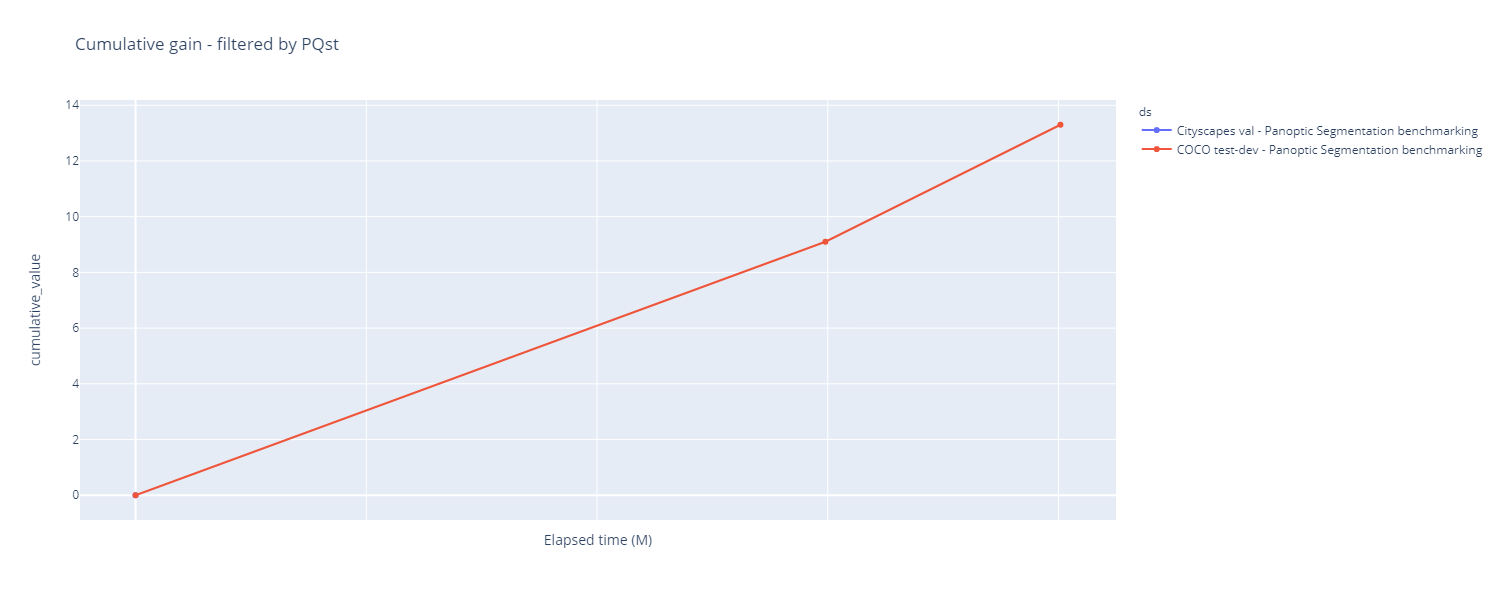 Cumulative gain - filtered by PQst
14
12
10
8
6
4
2
0
cumulative_value
Elapsed time (M)
ds
Cityscapes val - Panoptic Segmentation benchmarking
COCO test-dev - Panoptic Segmentation benchmarking